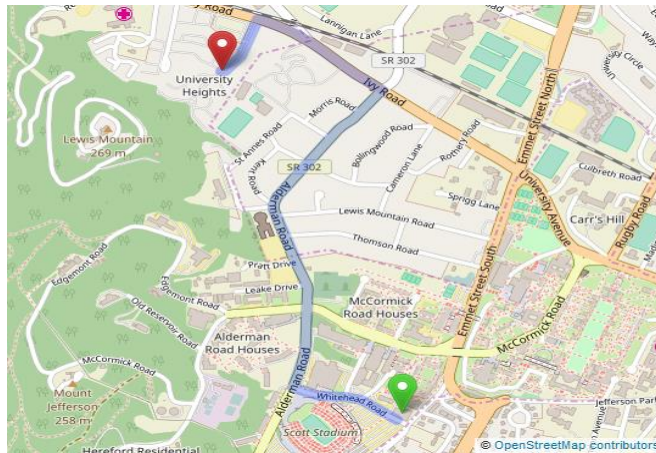 Road
Lannigan Lane
SR 302
University
Heights
Ivy Road
University Circle
Morris Road
Emmet Street North
Lewis Mountain
269 m
St Annes Road
Bollingwood Road
Kent Road
SR 302
Cameron Lane
Rothery Road
Culbreth Road
Alderman Road
Sprigg Lane
University Avenue
Lewis Mountain Road
Carr's Hill
Rugby Road
Thomson Road
Edgemont Road
Pratt Drive
Emmet Street South
Leake Drive
Edgemont Road
McCormick
Road Houses
Old Reservoir Road
McCormick Road
Alderman
Road Houses
McCormick Road
Mount
Jefferson
258 m
Alderman Road
Whitehead Road
Jefferson Par
Scott Stadium
Hereford Residential
© OpenStreetMap contributors